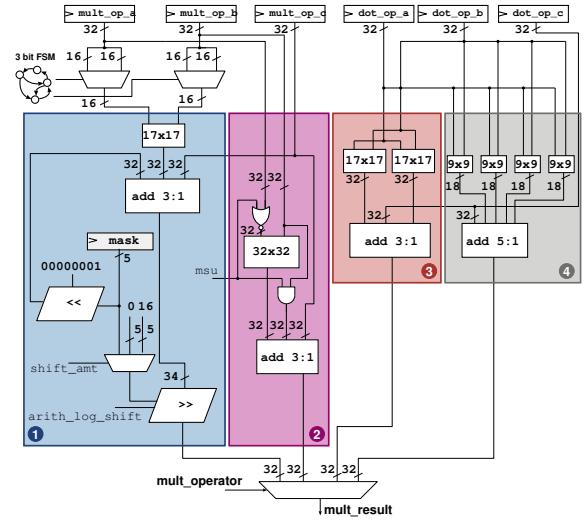 > mult_op_a > mult_op_b > mult_op_c > dot_op_a > dot_op_b > dot_op_c
32 32 32 32 32 32
3 bit FSM 16 16 16 16
16 16
17x17
17x17 17x17 9x9 9x9 9x9 9x9
32 32 32 32 32 32 32 18 18 18 18
add 3:1 32 32 32
> mask 32x32 add 3:1 add 5:1
5
00000001 msu 3 4
<< 0 16
5 5 32 32 32
shift_amt add 3:1
34
>>
arith_log_shift
1 2
32 32 32 32
mult_operator
mult_result